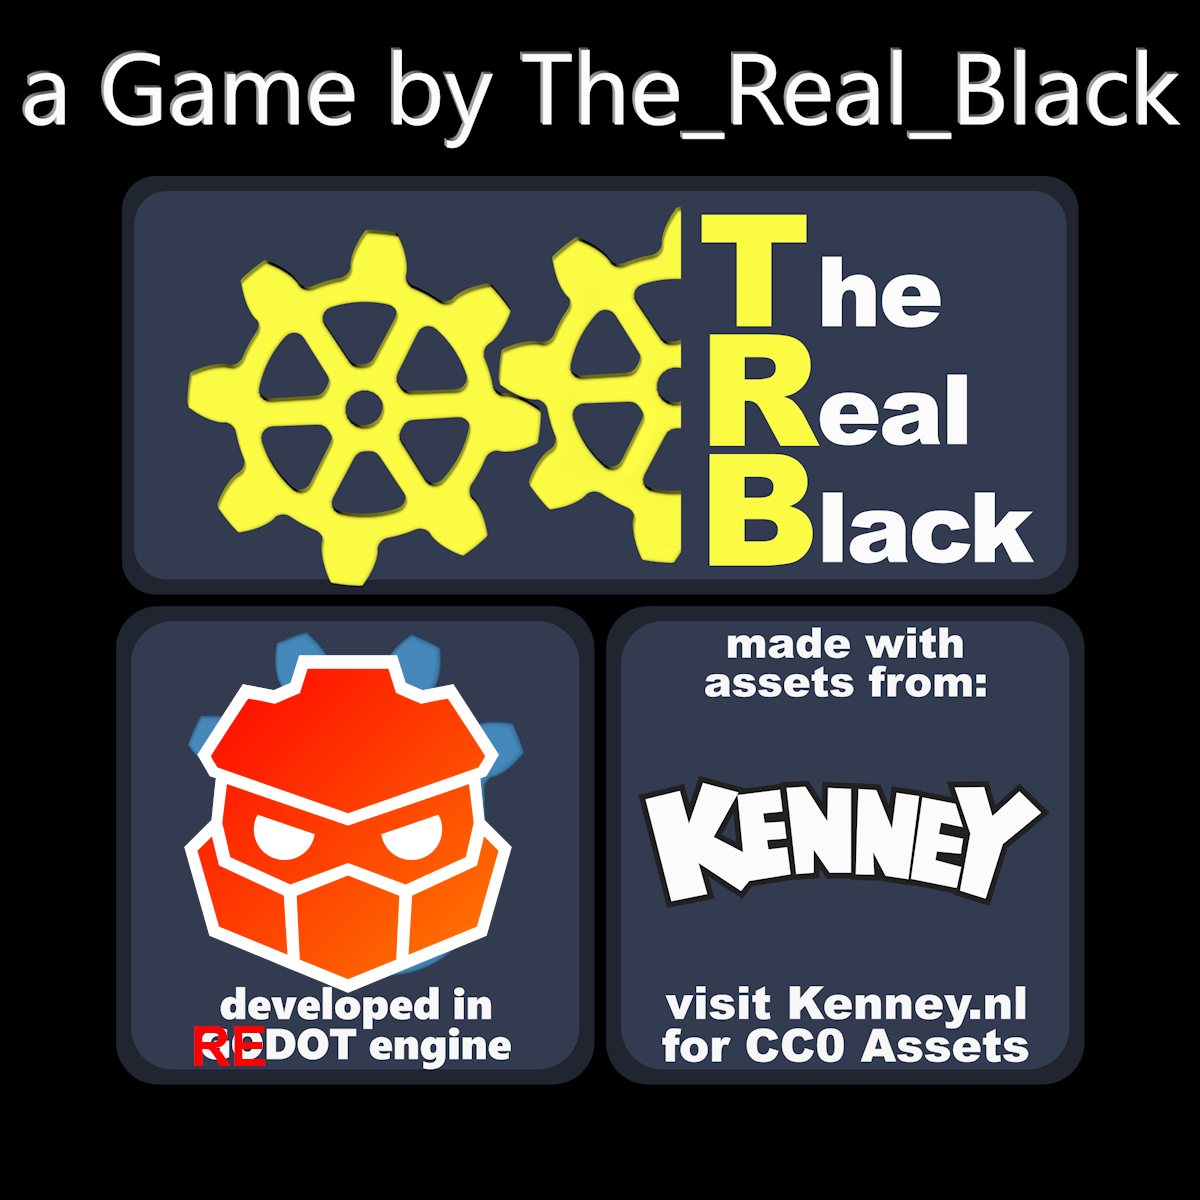 a Game by The_Real_Black
The
Real
Black
made with
assets from:
KENNEY
developed in
REDOT engine
visit Kenney.nl
for CC0 Assets